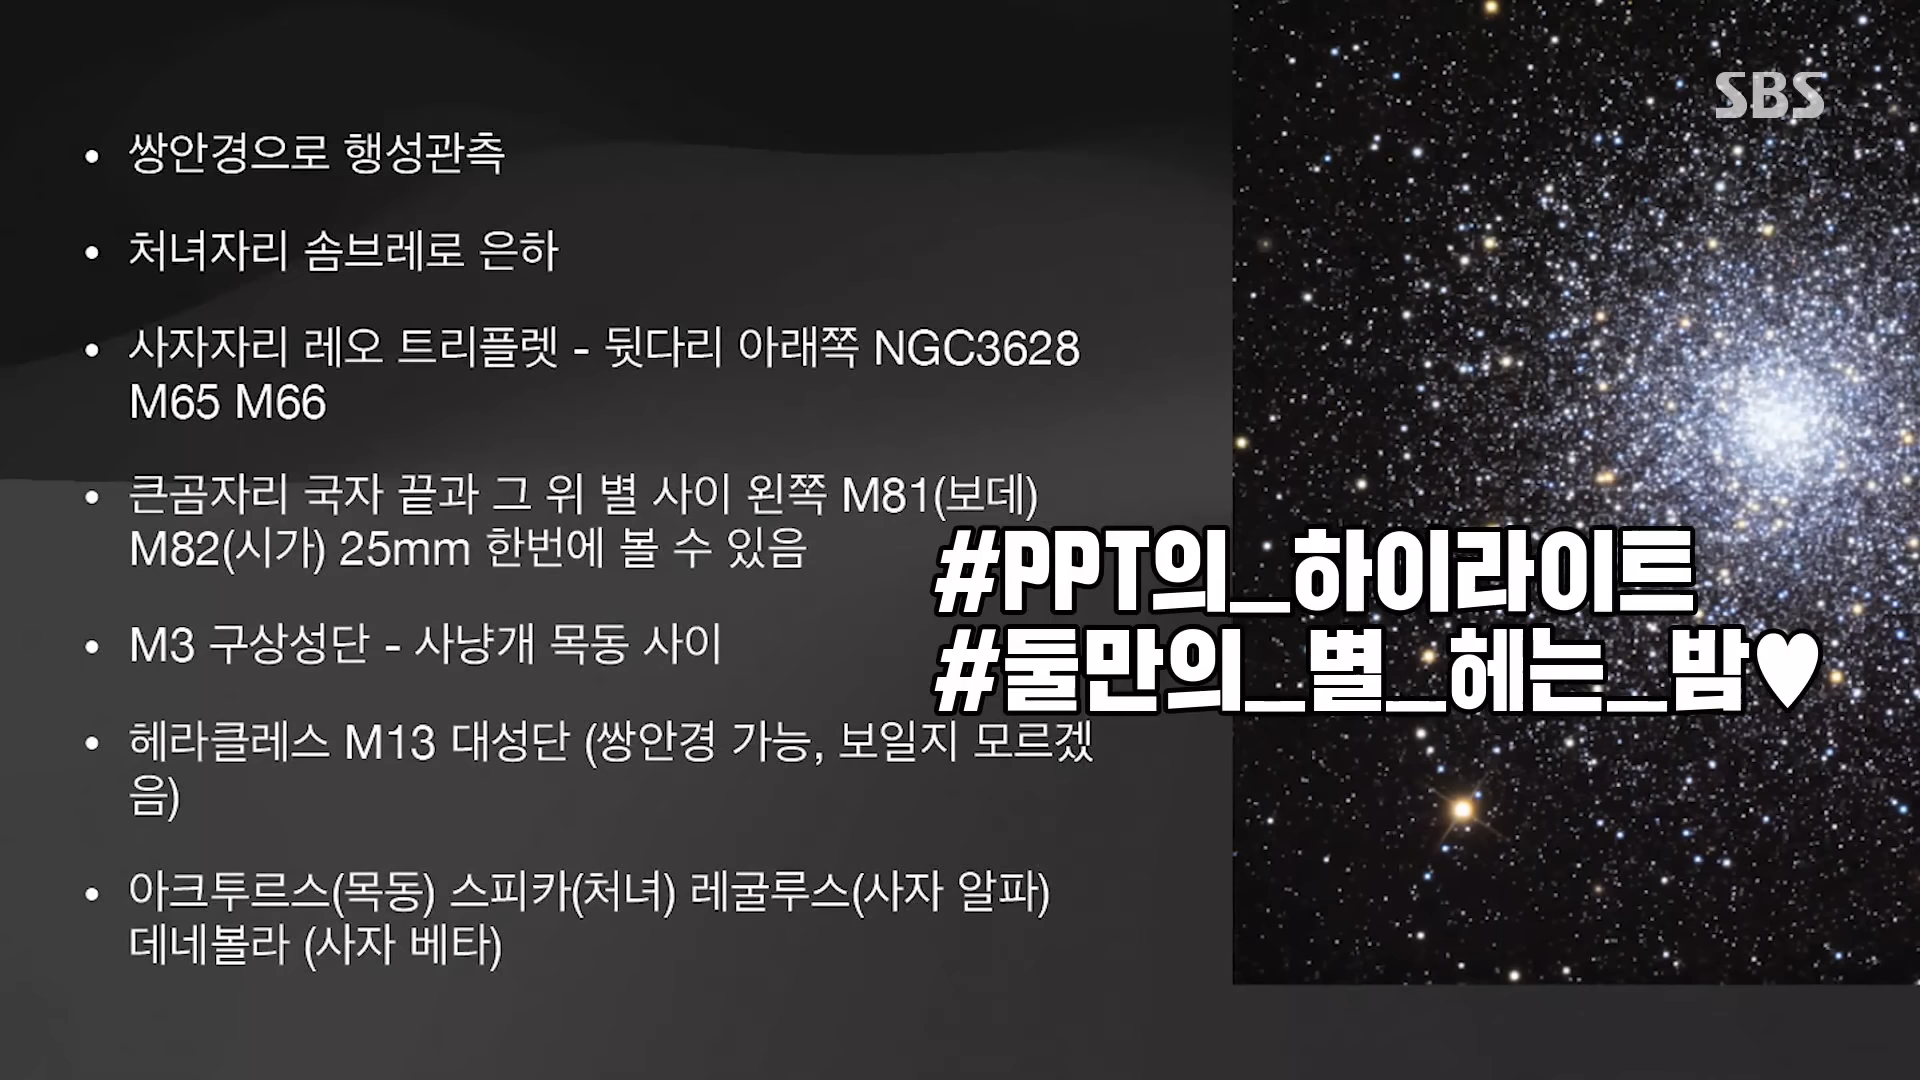 SBS
• 쌍안경으로 행성관측
• 처녀자리 솜브레로 은하
• 사자자리 레오 트리플렛 - 뒷다리 아래쪽 NGC3628
M65 M66
• 큰곰자리 국자 끝과 그 위 별 사이 왼쪽 M81(보데)
M82(시가) 25mm 한번에 볼 수 있음
#PPT의_하이라이트
• M3 구상성단 - 사냥개 목동 사이
#둘만의_별_헤는_밤♥
• 헤라클레스 M13 대성단 (쌍안경 가능, 보일지 모르겠
음)
• 아크투르스(목동) 스피카(처녀) 레굴루스(사자 알파)
데네볼라 (사자 베타)